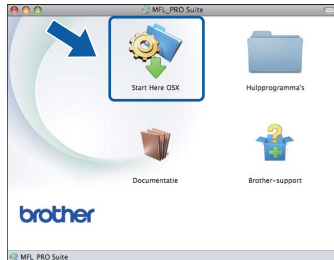 MFL_PRO Suite
Start Here OSX
Hulpprogramma's
Documentatie
Brother-support
brother
MFL_PRO Suite